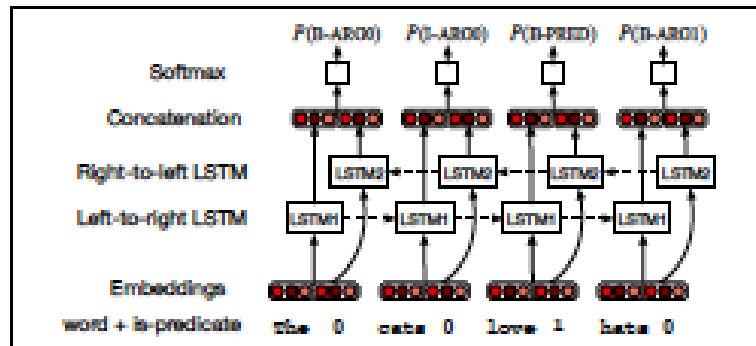 P(B-ARG0) P(I-ARG0) P(B-PRED) P(B-ARG1)
Softmax
Concatenation
Right-to-left LSTM LSTM2 LSTM2 LSTM2 LSTM2
Left-to-right LSTM LSTM1 LSTM1 LSTM1 LSTM1
Embeddings
word + is-predicate The 0 cats 0 love 1 hats 0